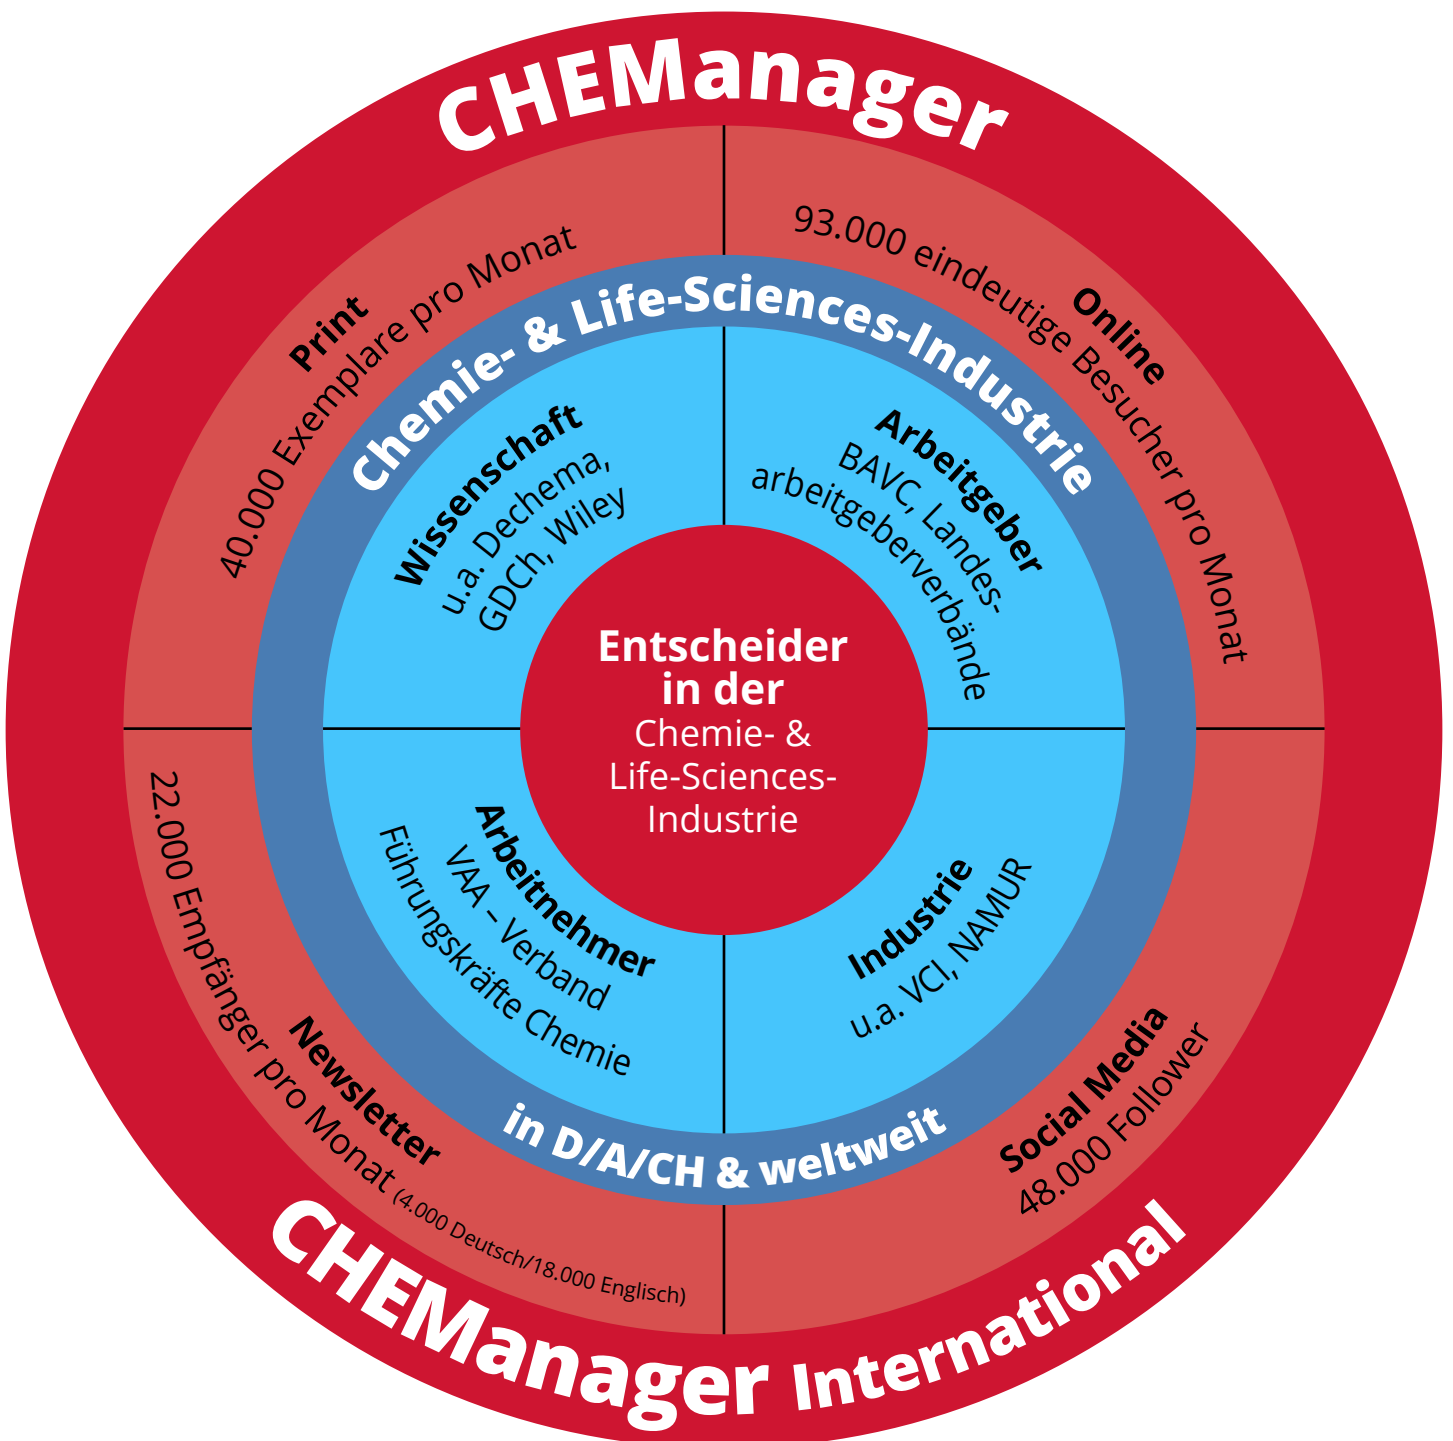 CHEManager
Print
40.000 Exemplare pro Monat
Online
93.000 eindeutige Besucher pro Monat
Chemie- & Life-Sciences-Industrie
Wissenschaft
u.a. Dechema,
GDCh, Wiley
Arbeitgeber
BAVC, Landes-
arbeitgeberverbände
Entscheider
in der
Chemie- &
Life-Sciences-
Industrie
Arbeitnehmer
VAA – Verband
Führungskräfte Chemie
Industrie
u.a. VCI, NAMUR
in D/A/CH & weltweit
Newsletter
22.000 Empfänger pro Monat (4.000 Deutsch/18.000 Englisch)
Social Media
48.000 Follower
CHEManager International